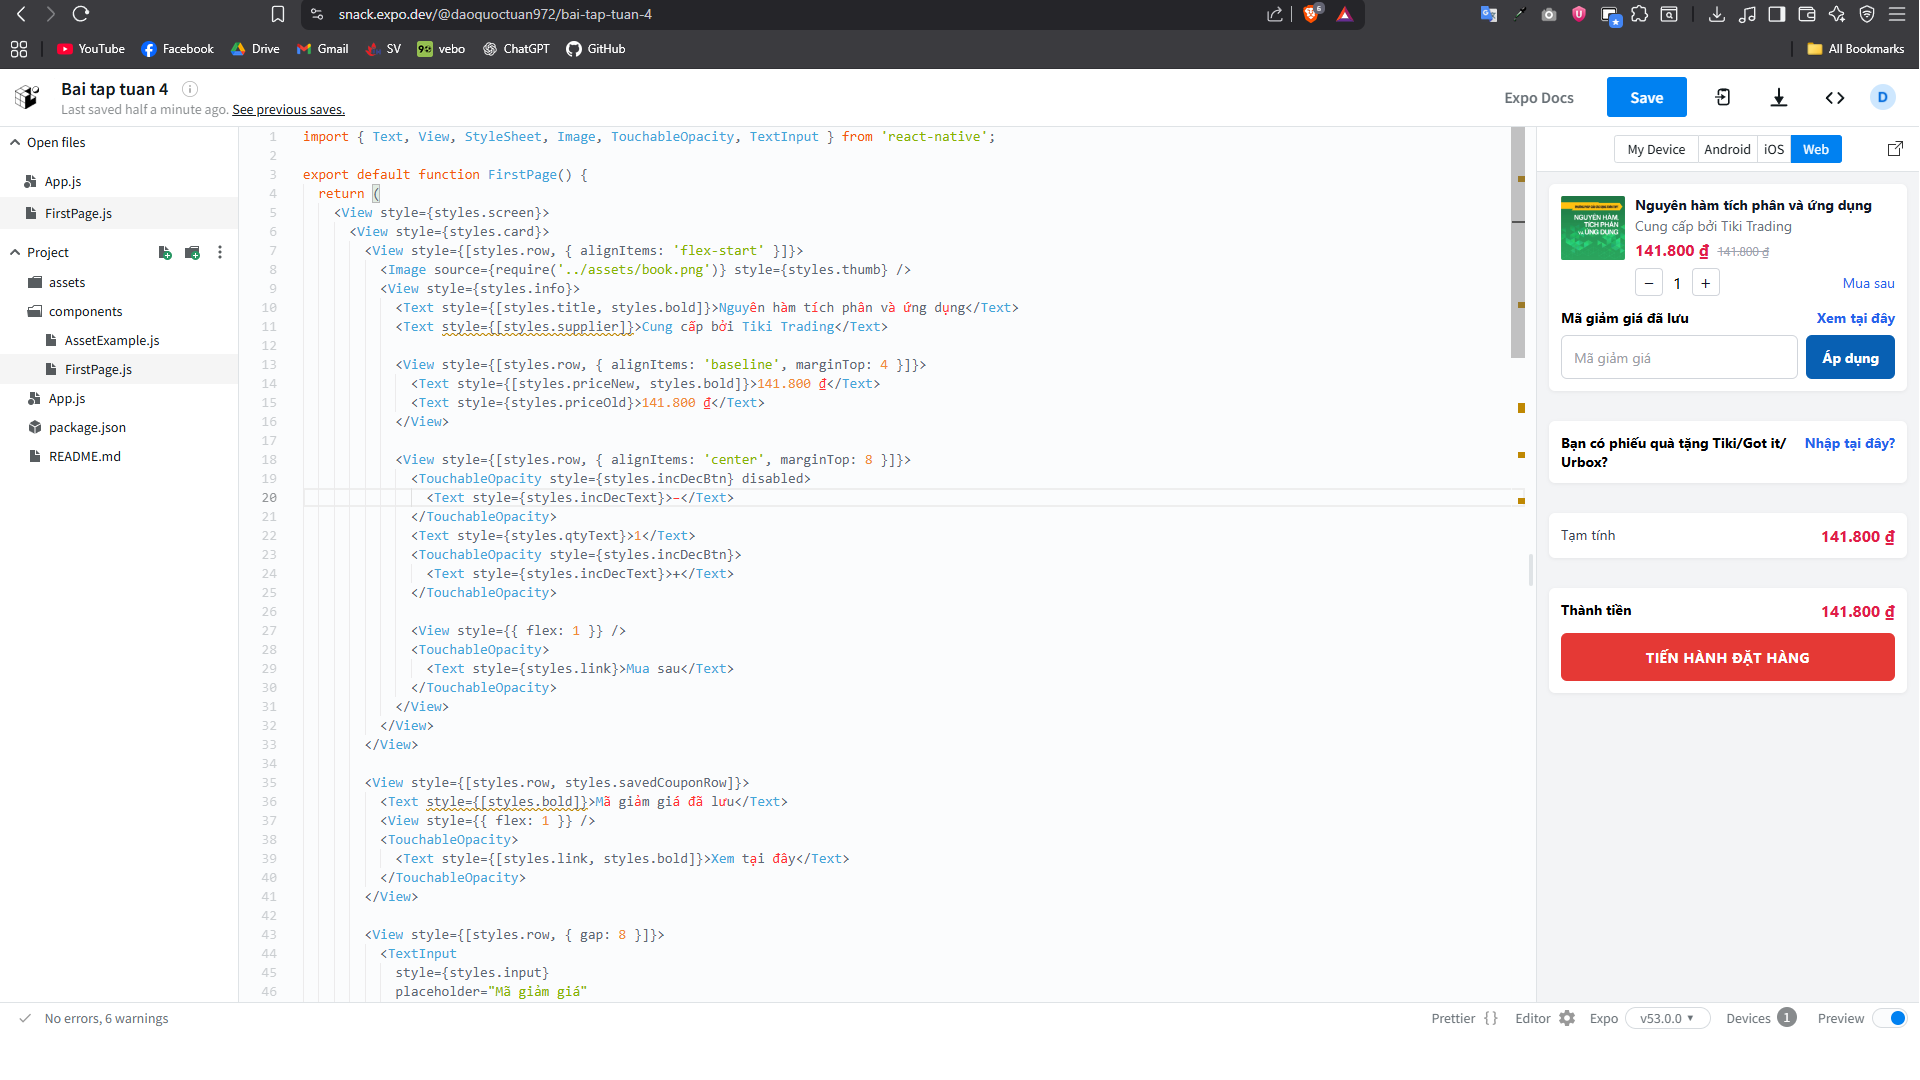 snack.expo.dev/@daoquoctuan972/bai-tap-tuan-4
6
YouTube Facebook Drive Gmail SV vebo ChatGPT GitHub All Bookmarks
Bai tap tuan 4
Last saved half a minute ago. See previous saves.
Expo Docs Save D
Open files
App.js
FirstPage.js
Project
assets
components
AssetExample.js
FirstPage.js
App.js
package.json
README.md
1 import { Text, View, StyleSheet, Image, TouchableOpacity, TextInput } from 'react-native';
2
3 export default function FirstPage() {
4 return (
5 <View style={styles.screen}>
6 <View style={styles.card}>
7 <View style={[styles.row, { alignItems: 'flex-start' }]}>
8 <Image source={require('../assets/book.png')} style={styles.thumb} />
9 <View style={styles.info}>
10 <Text style={[styles.title, styles.bold]}>Nguyên hàm tích phân và ứng dụng</Text>
11 <Text style={[styles.supplier]}>Cung cấp bởi Tiki Trading</Text>
12
13 <View style={[styles.row, { alignItems: 'baseline', marginTop: 4 }]}>
14 <Text style={[styles.priceNew, styles.bold]}>141.800 ₫</Text>
15 <Text style={styles.priceOld}>141.800 ₫</Text>
16 </View>
17
18 <View style={[styles.row, { alignItems: 'center', marginTop: 8 }]}>
19 <TouchableOpacity style={styles.incDecBtn} disabled>
20 <Text style={styles.incDecText}>−</Text>
21 </TouchableOpacity>
22 <Text style={styles.qtyText}>1</Text>
23 <TouchableOpacity style={styles.incDecBtn}>
24 <Text style={styles.incDecText}>+</Text>
25 </TouchableOpacity>
26
27 <View style={{ flex: 1 }} />
28 <TouchableOpacity>
29 <Text style={styles.link}>Mua sau</Text>
30 </TouchableOpacity>
31 </View>
32 </View>
33 </View>
34
35 <View style={[styles.row, styles.savedCouponRow]}>
36 <Text style={[styles.bold]}>Mã giảm giá đã lưu</Text>
37 <View style={{ flex: 1 }} />
38 <TouchableOpacity>
39 <Text style={[styles.link, styles.bold]}>Xem tại đây</Text>
40 </TouchableOpacity>
41 </View>
42
43 <View style={[styles.row, { gap: 8 }]}>
44 <TextInput
45 style={styles.input}
46 placeholder="Mã giảm giá"
My Device Android iOS Web
NGUYÊN HÀM,
TÍCH PHÂN
VÀ ỨNG DỤNG
Nguyên hàm tích phân và ứng dụng
Cung cấp bởi Tiki Trading
141.800 ₫ 141.800 ₫
− 1 + Mua sau
Mã giảm giá đã lưu Xem tại đây
Mã giảm giá Áp dụng
Bạn có phiếu quà tặng Tiki/Got it/ Nhập tại đây?
Urbox?
Tạm tính 141.800 ₫
Thành tiền 141.800 ₫
TIẾN HÀNH ĐẶT HÀNG
No errors, 6 warnings
Prettier {} Editor Expo v53.0.0 Devices 1 Preview